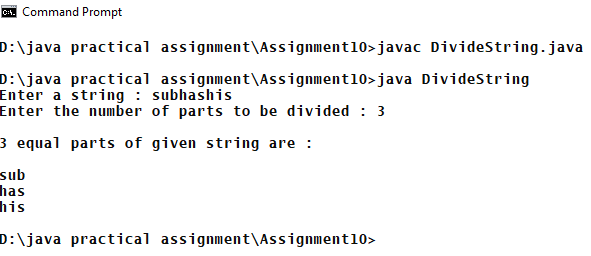 Command Prompt
D:\java practical assignment\Assignment10>javac DivideString.java
D:\java practical assignment\Assignment10>java DivideString
Enter a string : subhashis
Enter the number of parts to be divided : 3
3 equal parts of given string are :
sub
has
his
D:\java practical assignment\Assignment10>